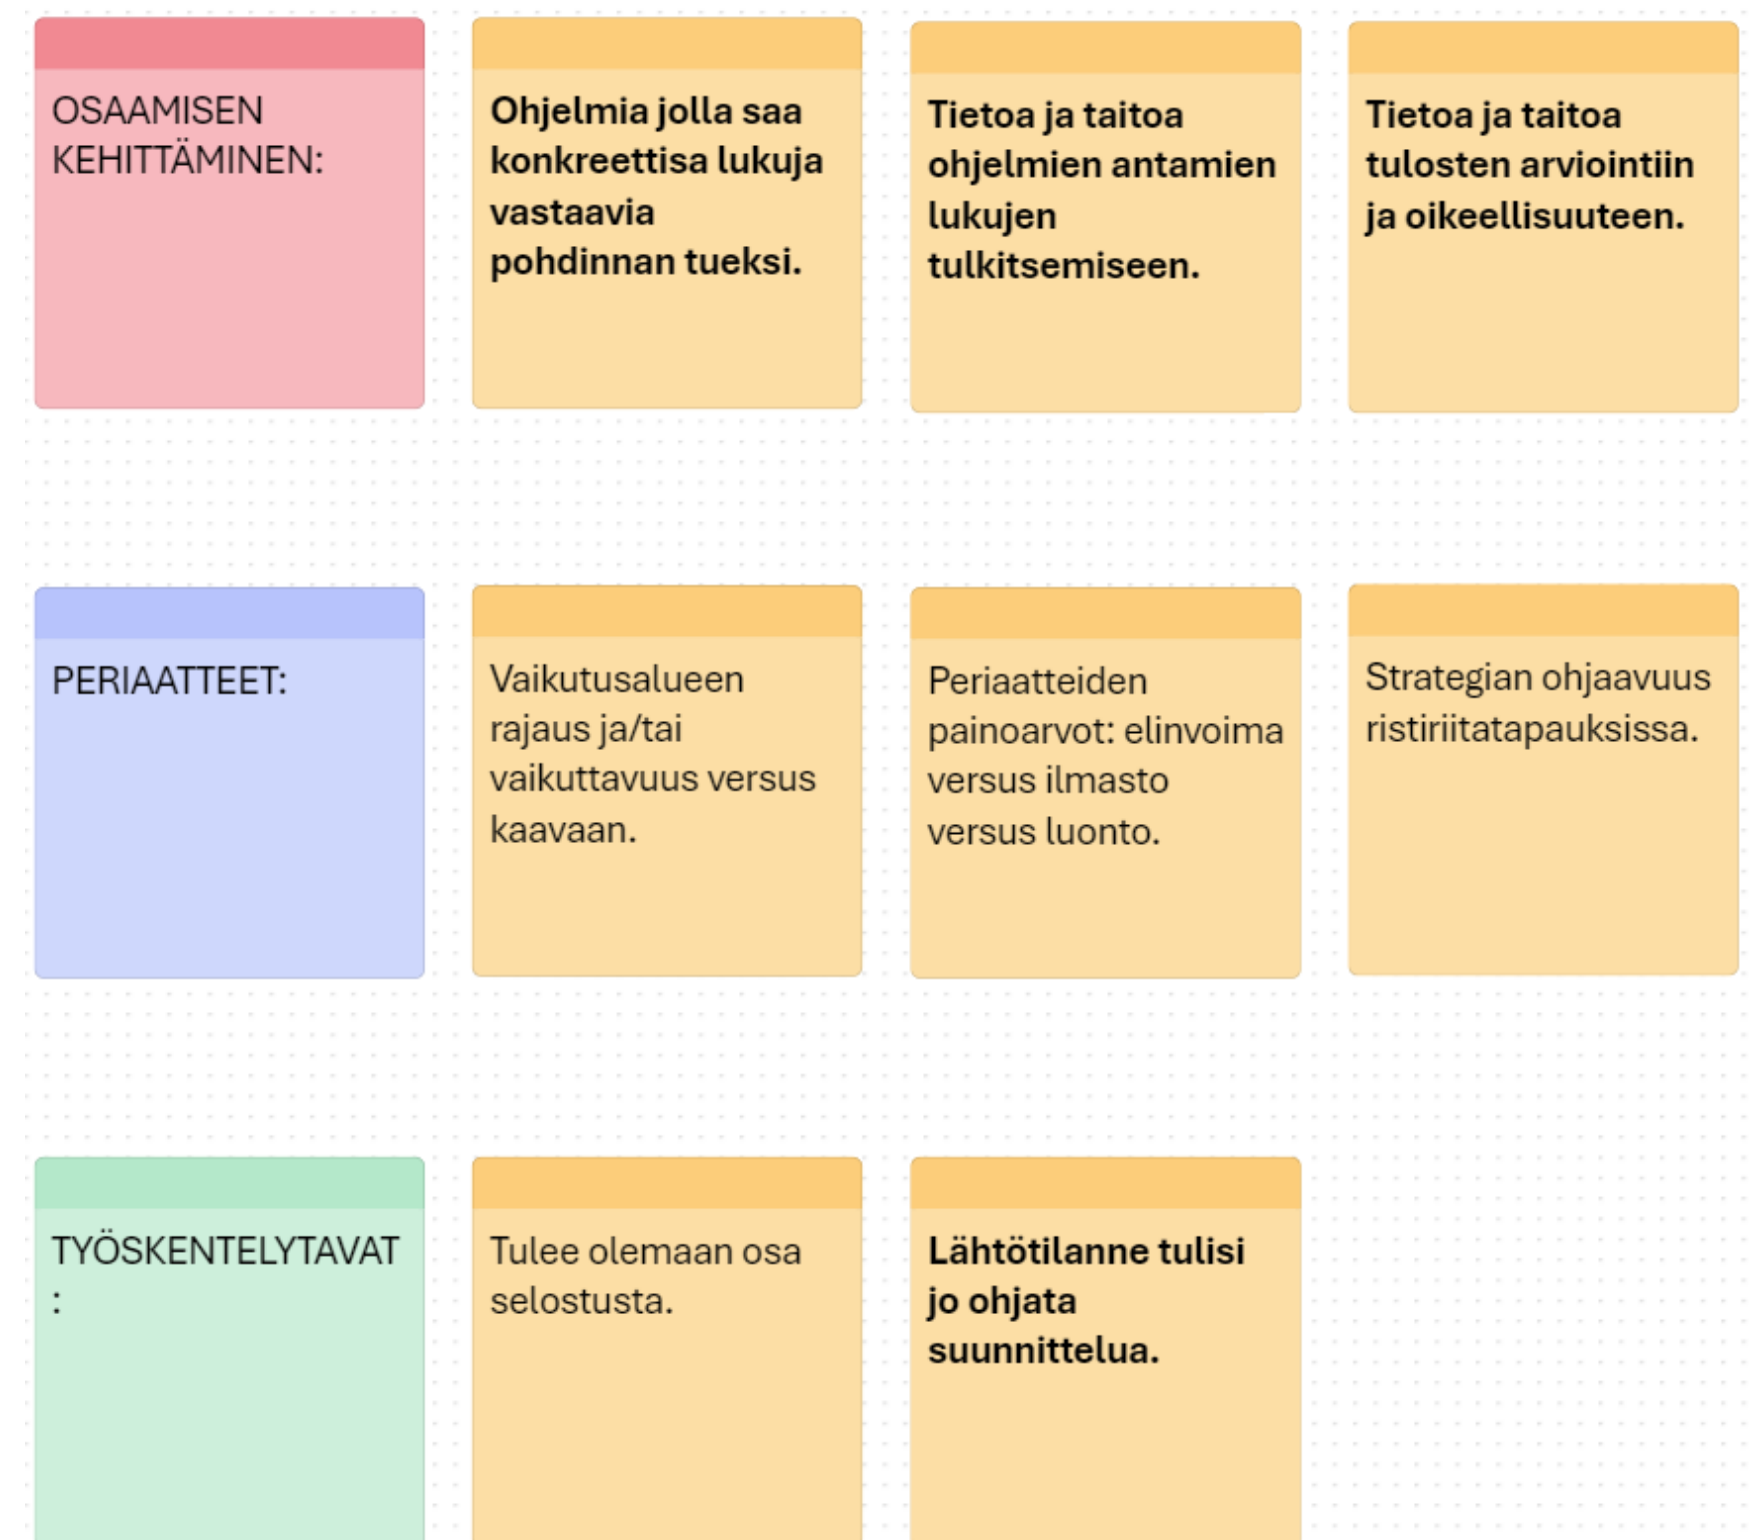 OSAAMISEN
KEHITTÄMINEN:
Ohjelmia jolla saa
konkreettisa lukuja
vastaavia
pohdinnan tueksi.
Tietoa ja taitoa
ohjelmien antamien
lukujen
tulkitsemiseen.
Tietoa ja taitoa
tulosten arviointiin
ja oikeellisuuteen.
PERIAATTEET:
Vaikutusalueen
rajaus ja/tai
vaikuttavuus versus
kaavaan.
Periaatteiden
painoarvot: elinvoima
versus ilmasto
versus luonto.
Strategian ohjaavuus
ristiriitatapauksissa.
TYÖSKENTELYTAVAT
:
Tulee olemaan osa
selostusta.
Lähtötilanne tulisi
jo ohjata
suunnittelua.